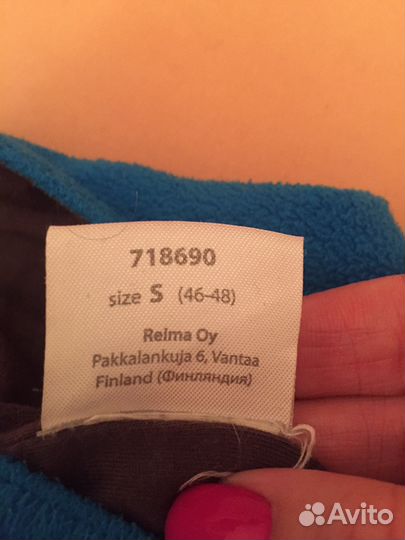 718690
size S (46-48)
Reima Oy
Pakkalankuja 6, Vantaa
Finland (Финляндия)
Avito